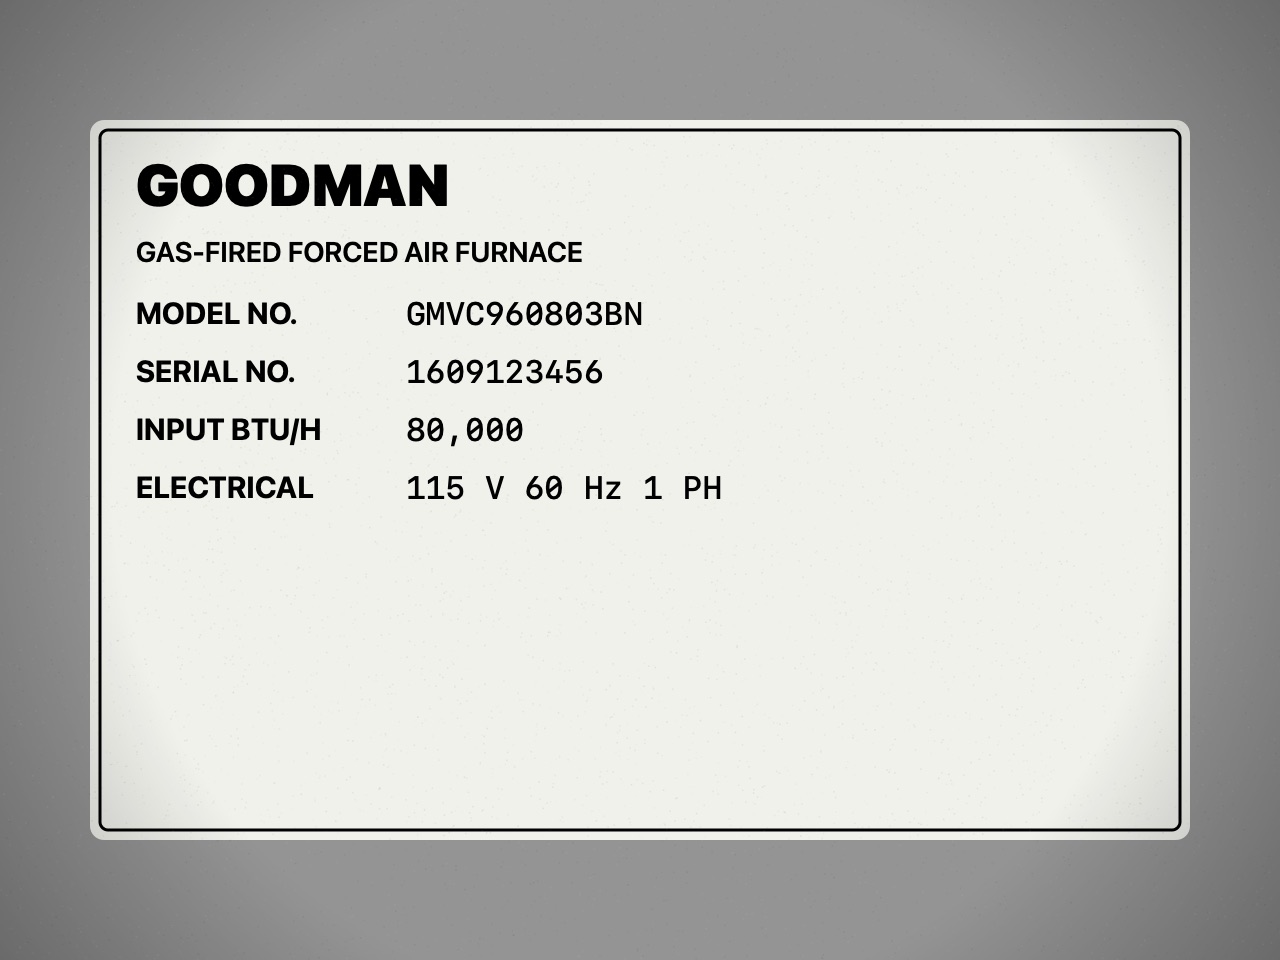 GOODMAN
GAS-FIRED FORCED AIR FURNACE
MODEL NO. GMVC960803BN
SERIAL NO. 1609123456
INPUT BTU/H 80,000
ELECTRICAL 115 V 60 Hz 1 PH